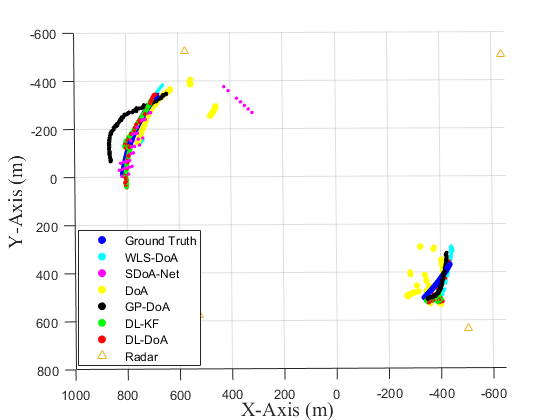 -600
-400
-200
0
200
400
600
800
Y-Axis (m)
Ground Truth
WLS-DoA
SDoA-Net
DoA
GP-DoA
DL-KF
DL-DoA
Radar
1000 800 600 400 200 0 -200 -400 -600
X-Axis (m)